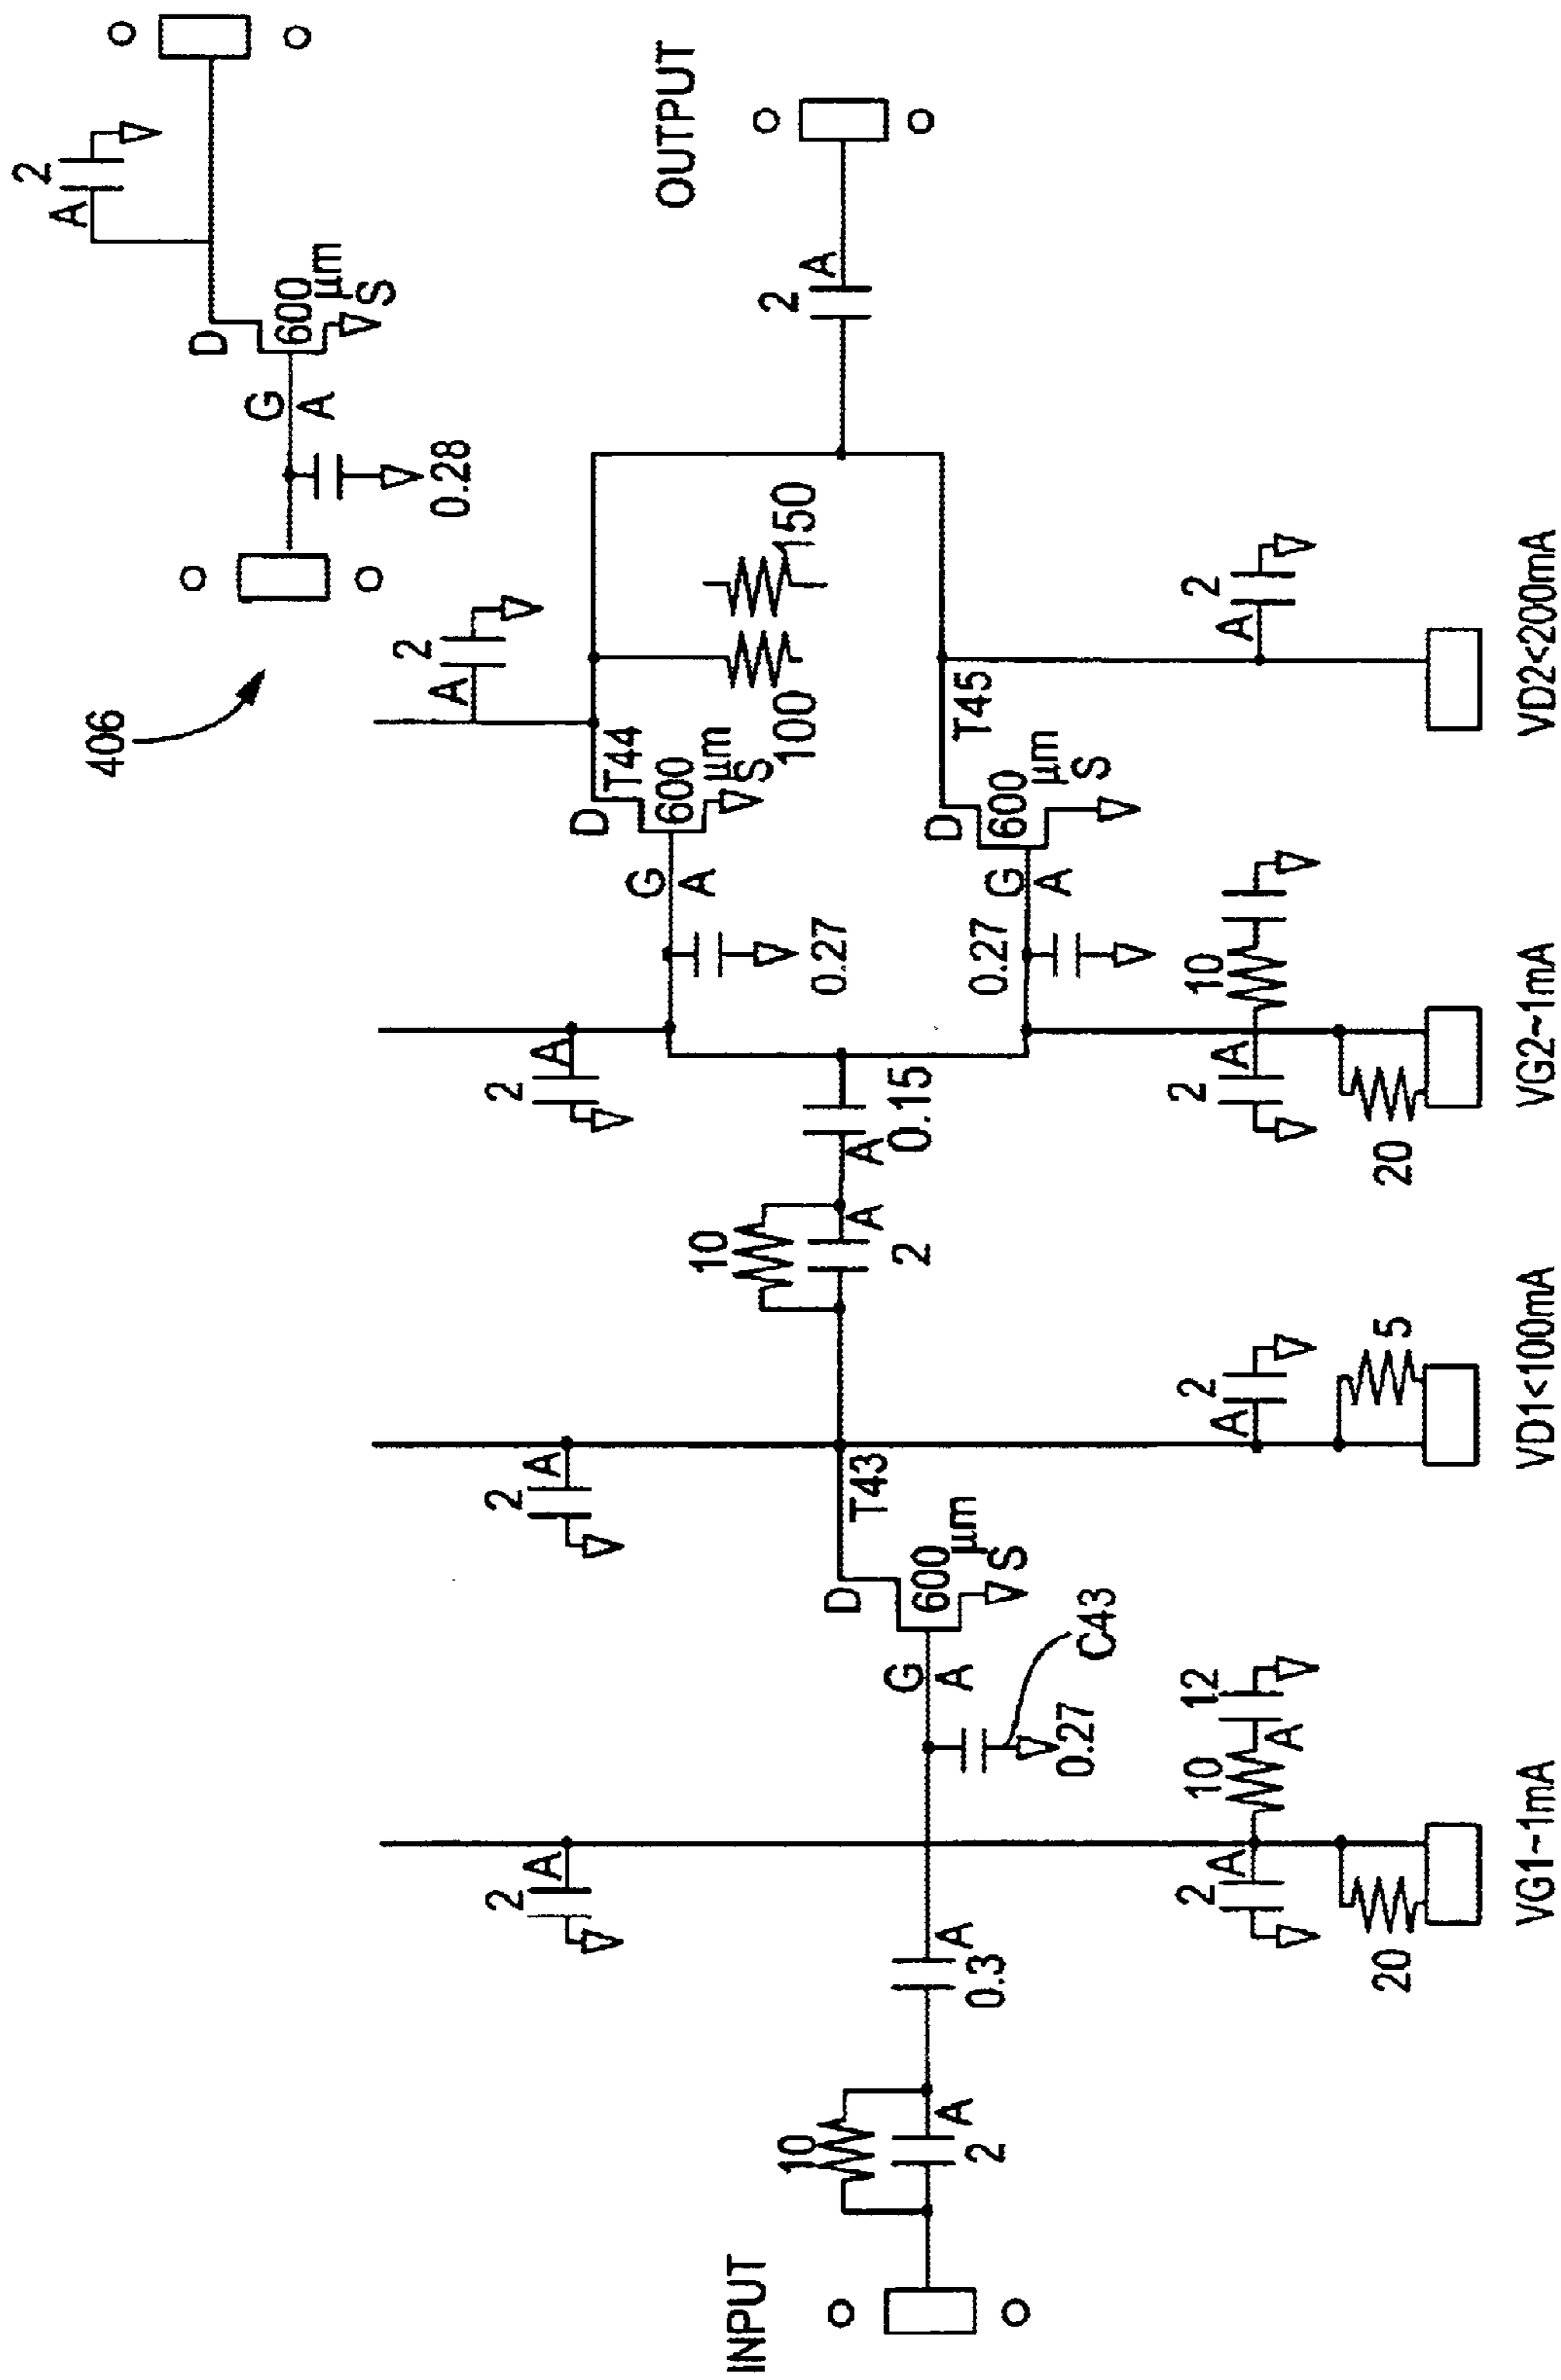 406
2
A
D
600
μm
S
G
A
0.28
OUTPUT
2
A
2
A
D
T44
600
μm
S
G
A
0.27
100
150
2
A
0.15
A
10
A
2
D
T45
600
μm
S
G
A
0.27
2
A
VD2<200mA
2
A
10
20
VG2~1mA
2
A
D
T43
600
μm
S
G
A
C43
0.27
2
A
5
VD1<100mA
2
A
INPUT
10
A
2
A
0.3
2
A
10
A
12
20
VG1~1mA